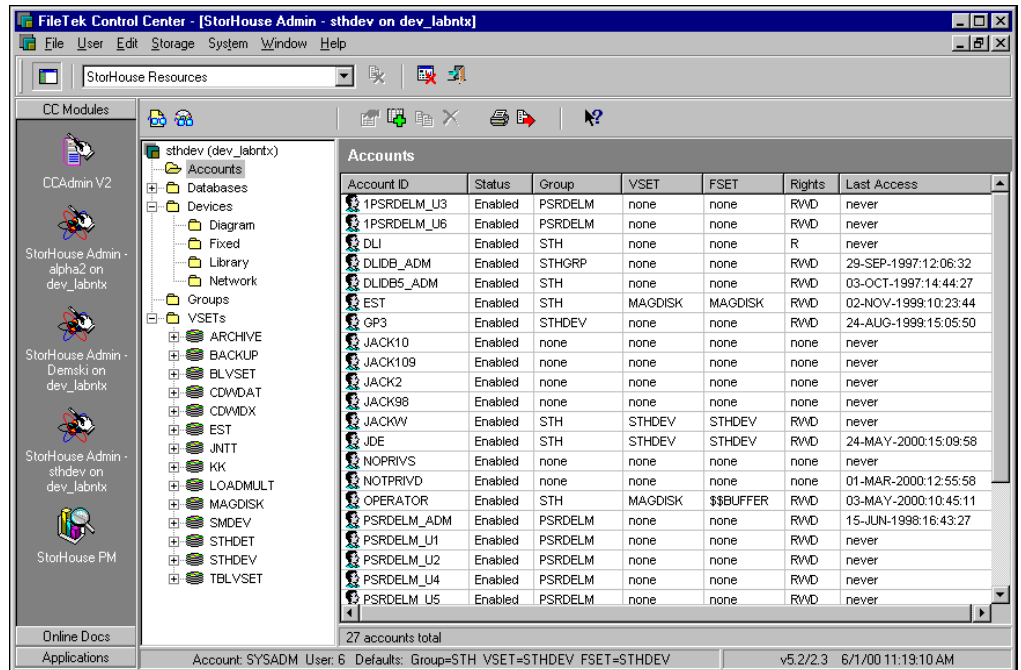 FileTek Control Center - [StorHouse Admin - sthdev on dev_labntx]
File User Edit Storage System Window Help
StorHouse Resources
CC Modules
CCAdmin V2
StorHouse Admin -
alpha2 on
dev_labntx
StorHouse Admin -
Demski on
dev_labntx
StorHouse Admin -
sthdev on
dev_labntx
StorHouse PM
Online Docs
Applications
sthdev (dev_labntx)
Accounts
Databases
Devices
Diagram
Fixed
Library
Network
Groups
VSETs
ARCHIVE
BACKUP
BLVSET
CDWDAT
CDWIDX
EST
JNTT
KK
LOADMULT
MAGDISK
SMDEV
STHDET
STHDEV
TBLVSET
Accounts
Account ID Status Group VSET FSET Rights Last Access
1PSRDELM_U3 Enabled PSRDELM none none RWD never
1PSRDELM_U6 Enabled PSRDELM none none RWD never
DLI Enabled STH none none R never
DLIDB_ADM Enabled STHGRP none none RWD 29-SEP-1997:12:06:32
DLIDB5_ADM Enabled STH none none RWD 03-OCT-1997:14:44:27
EST Enabled STH MAGDISK MAGDISK RWD 02-NOV-1999:10:23:44
GP3 Enabled STHDEV none none RWD 24-AUG-1999:15:05:50
JACK10 Enabled none none none RWD never
JACK109 Enabled none none none RWD never
JACK2 Enabled none none none RWD never
JACK98 Enabled none none none RWD never
JACKW Enabled STH STHDEV STHDEV RWD never
JDE Enabled STH STHDEV STHDEV RWD 24-MAY-2000:15:09:58
NOPRIVS Enabled none none none RWD never
NOTPRIVD Enabled none none none RWD 01-MAR-2000:12:55:58
OPERATOR Enabled STH MAGDISK $$BUFFER RWD 03-MAY-2000:10:45:11
PSRDELM_ADM Enabled PSRDELM none none RWD 15-JUN-1998:16:43:27
PSRDELM_U1 Enabled PSRDELM none none RWD never
PSRDELM_U2 Enabled PSRDELM none none RWD never
PSRDELM_U4 Enabled PSRDELM none none RWD never
PSRDELM_U5 Enabled PSRDELM none none RWD never
27 accounts total
Account: SYSADM User: 6 Defaults: Group=STH VSET=STHDEV FSET=STHDEV v5.2/2.3 6/1/00 11:19:10 AM